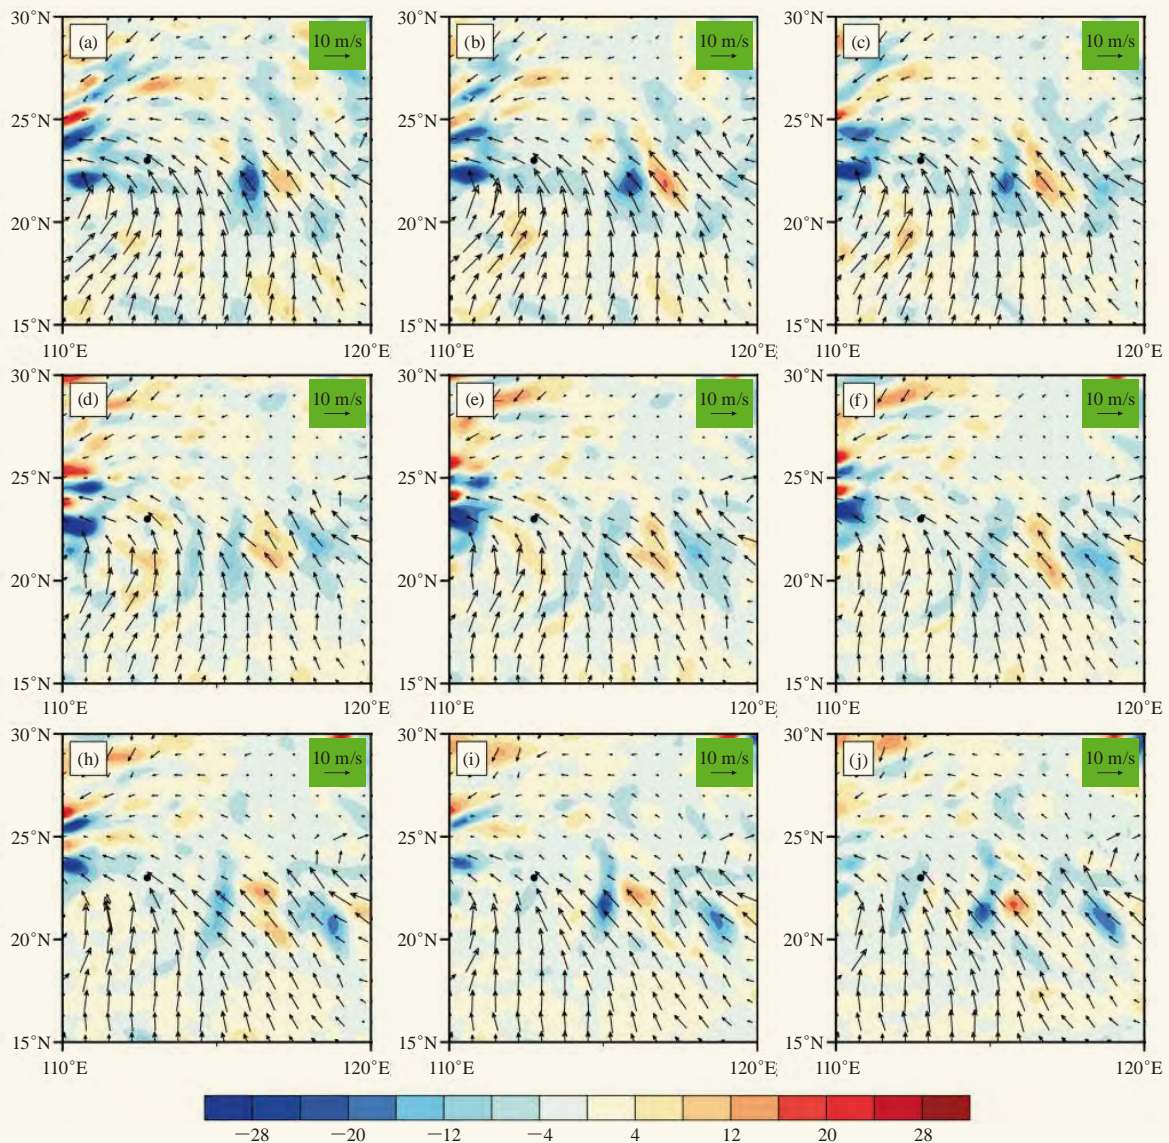 30°N (a) 10 m/s 30°N (b) 10 m/s 30°N (c) 10 m/s
25°N 25°N 25°N
20°N 20°N 20°N
15°N 15°N 15°N
110°E 120°E 110°E 120°E 110°E 120°E
30°N (d) 10 m/s 30°N (e) 10 m/s 30°N (f) 10 m/s
25°N 25°N 25°N
20°N 20°N 20°N
15°N 15°N 15°N
110°E 120°E 110°E 120°E 110°E 120°E
30°N (h) 10 m/s 30°N (i) 10 m/s 30°N (j) 10 m/s
25°N 25°N 25°N
20°N 20°N 20°N
15°N 15°N 15°N
110°E 120°E 110°E 120°E 110°E 120°E
−28 −20 −12 −4 4 12 20 28